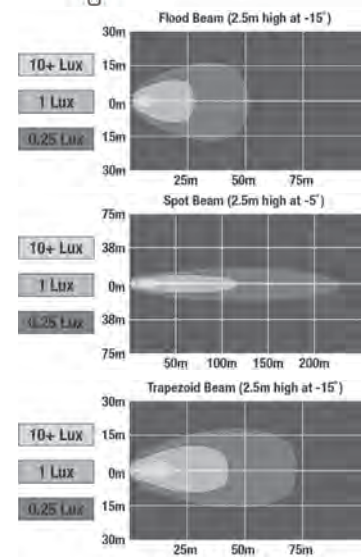 Flood Beam (2.5m high at -15˚)
30m
10+ Lux
15m
1 Lux
0m
0.25 Lux
15m
30m
25m 50m 75m
Spot Beam (2.5m high at -5˚)
75m
10+ Lux
38m
1 Lux
0m
0.25 Lux
38m
75m
50m 100m 150m 200m
Trapezoid Beam (2.5m high at -15˚)
30m
10+ Lux
15m
1 Lux
0m
0.25 Lux
15m
30m
25m 50m 75m